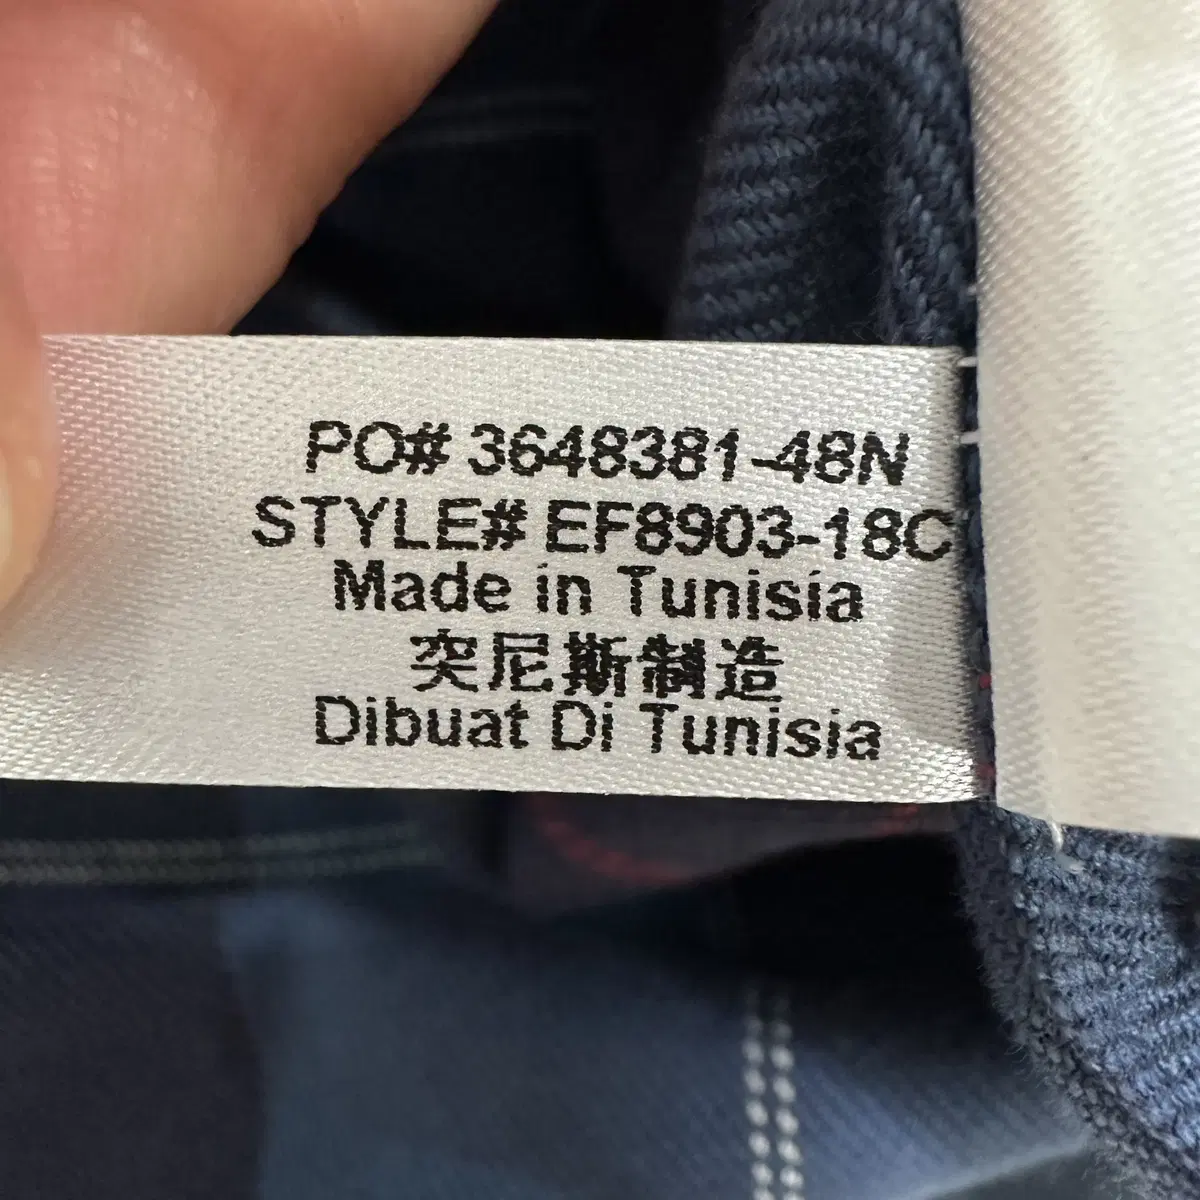 PO# 3648381-48N
STYLE# EF8903-18C
Made in Tunisia
突尼斯制造
Dibuat Di Tunisia